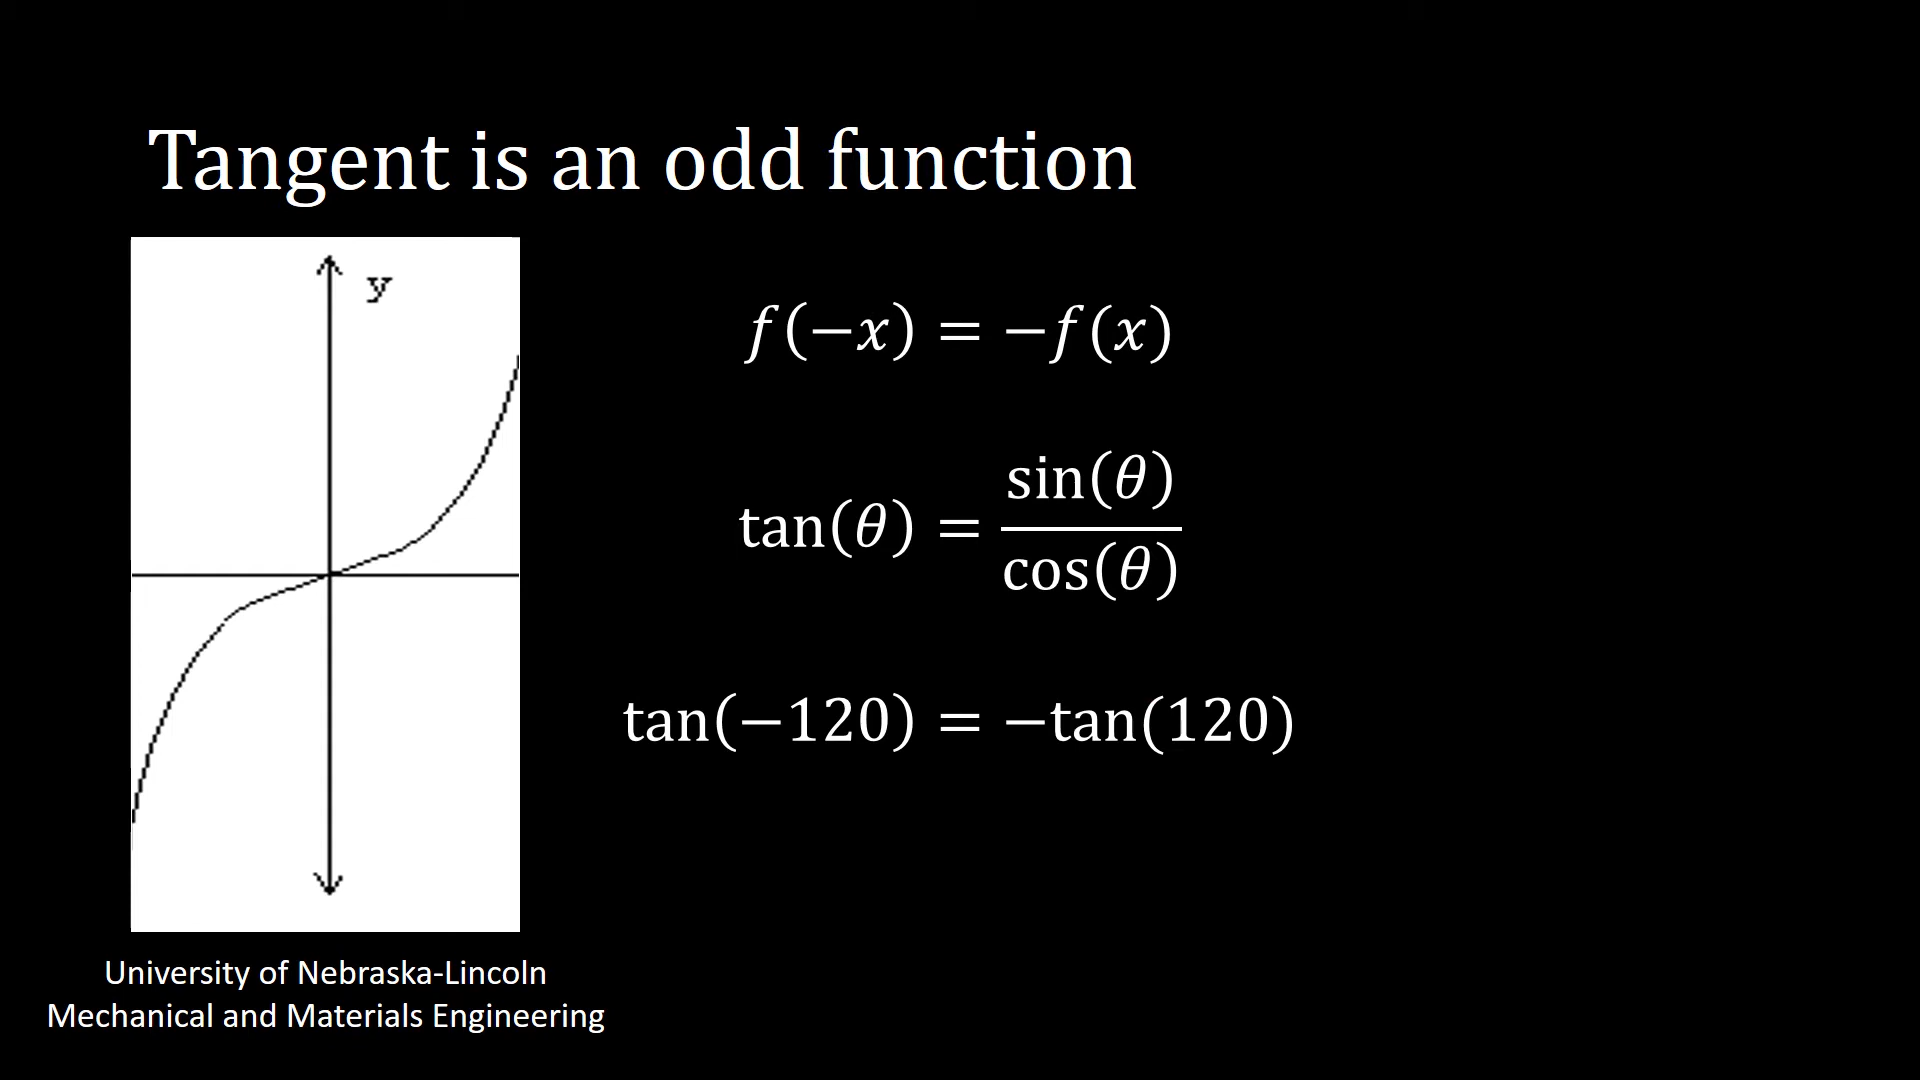 Tangent is an odd function
y
f(−x) = −f(x)
tan(θ) = sin(θ)/cos(θ)
tan(−120) = −tan(120)
University of Nebraska-Lincoln
Mechanical and Materials Engineering